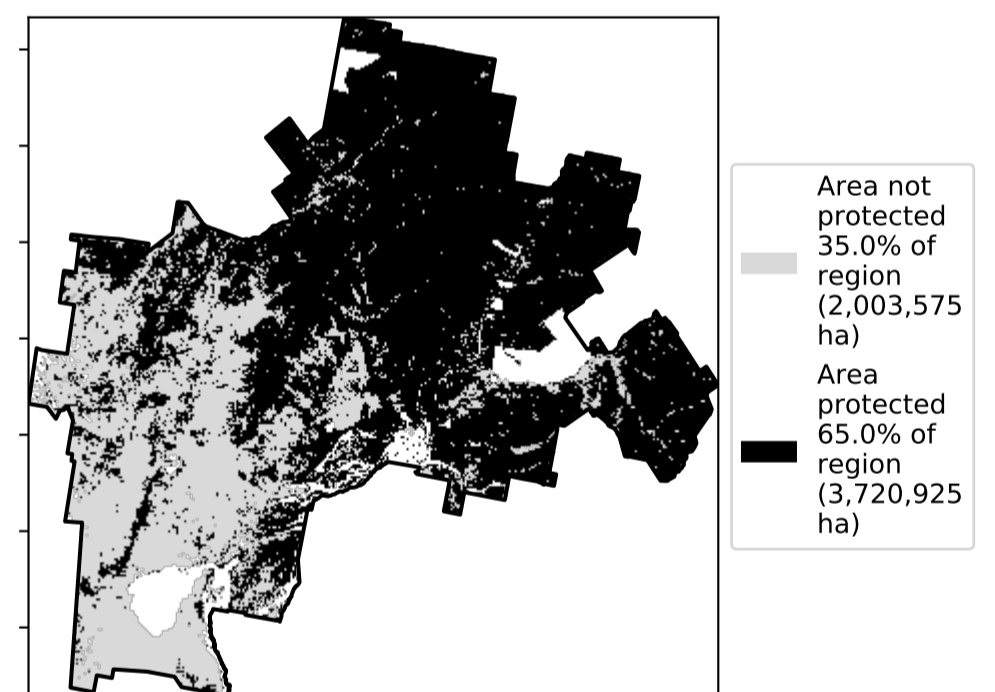 Area not
protected
35.0% of
region
(2,003,575
ha)
Area
protected
65.0% of
region
(3,720,925
ha)